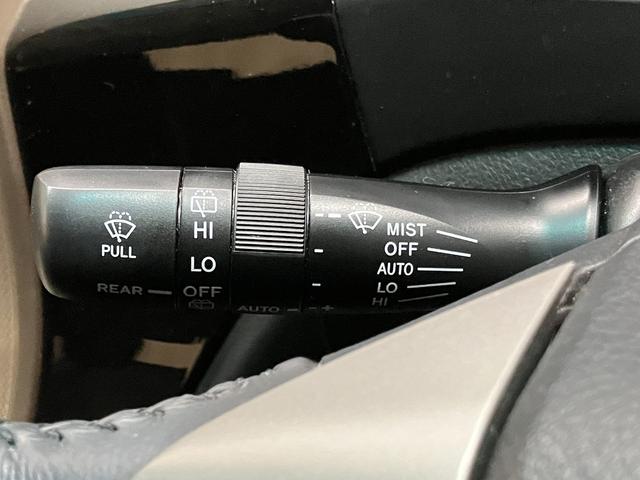 PULL
HI
LO
REAR — OFF
AUTO
- +
MIST
OFF
AUTO
LO
HI